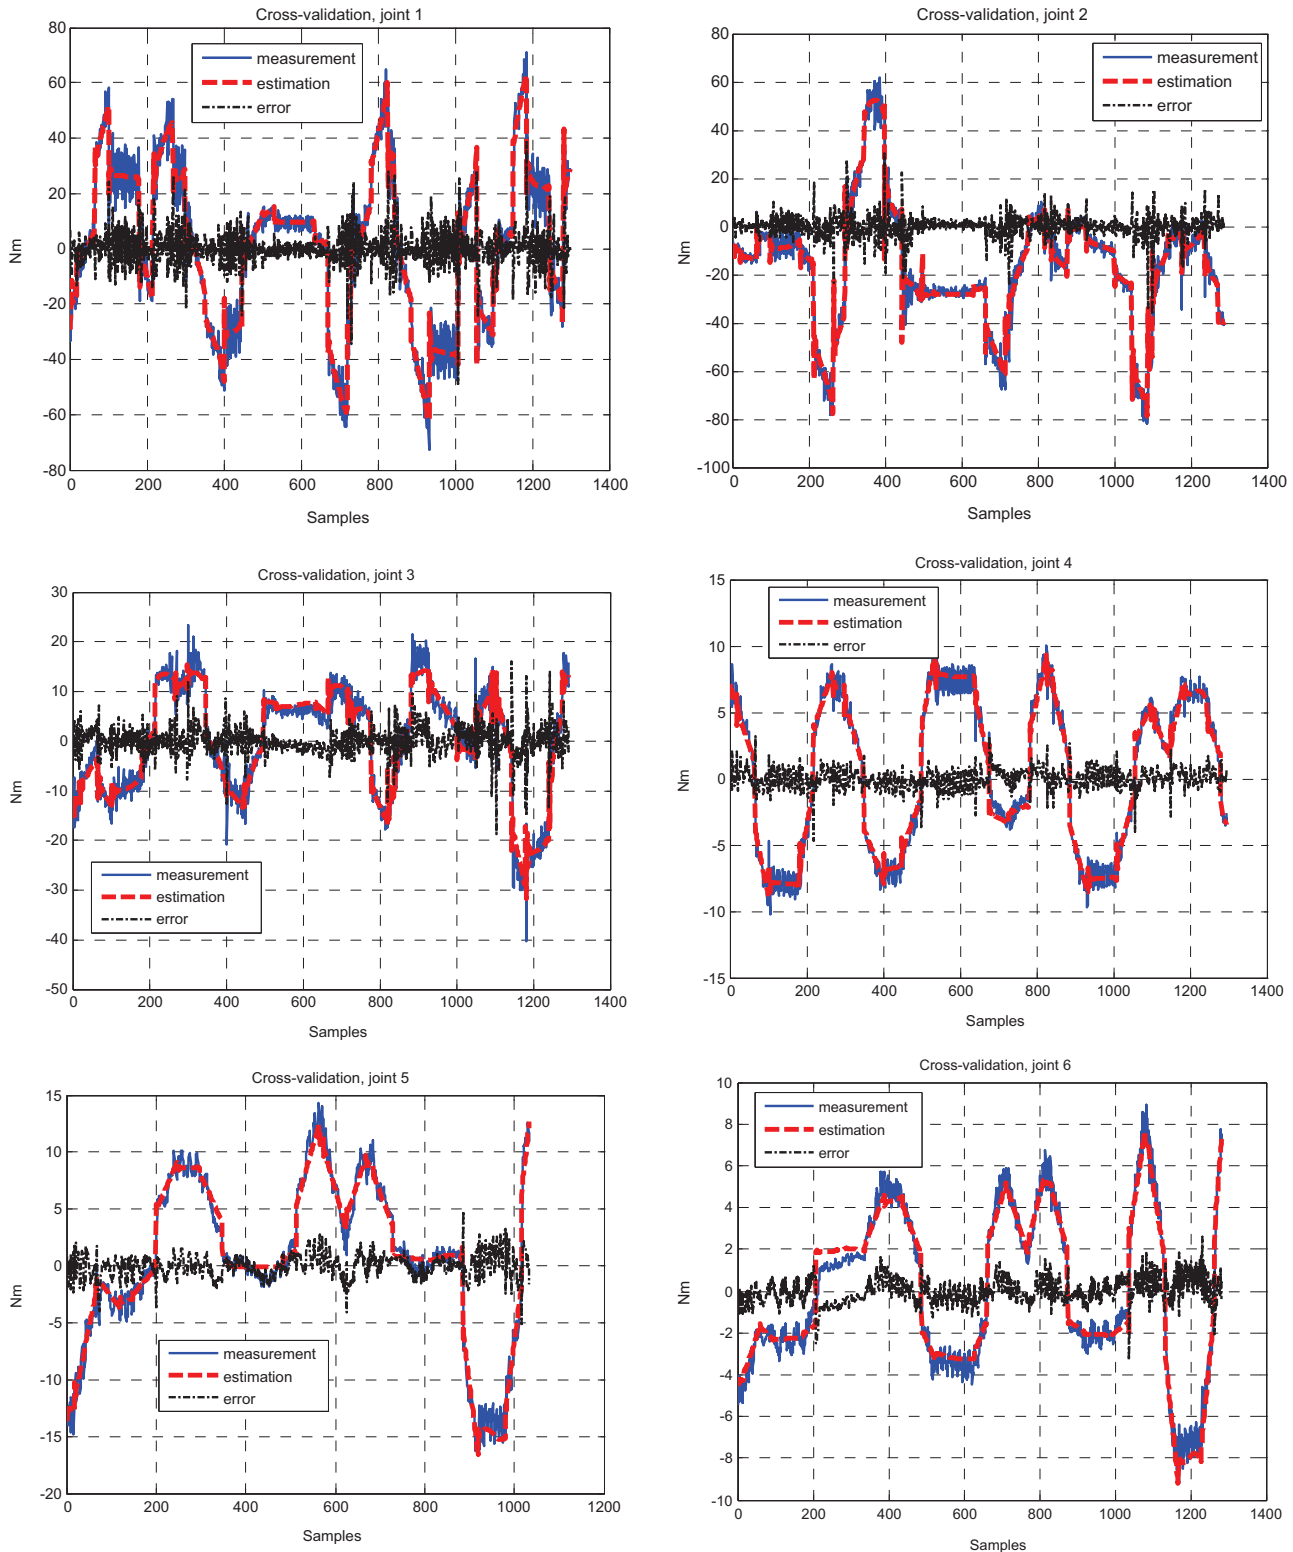 Cross-validation, joint 1
80
60
40
20
0
-20
-40
-60
-80
Nm
measurement
estimation
error
0 200 400 600 800 1000 1200 1400
Samples
Cross-validation, joint 2
80
60
40
20
0
-20
-40
-60
-80
-100
Nm
measurement
estimation
error
0 200 400 600 800 1000 1200 1400
Samples
Cross-validation, joint 3
30
20
10
0
-10
-20
-30
-40
-50
Nm
measurement
estimation
error
0 200 400 600 800 1000 1200 1400
Samples
Cross-validation, joint 4
15
10
5
0
-5
-10
-15
Nm
measurement
estimation
error
0 200 400 600 800 1000 1200 1400
Samples
Cross-validation, joint 5
15
10
5
0
-5
-10
-15
-20
Nm
measurement
estimation
error
0 200 400 600 800 1000 1200
Samples
Cross-validation, joint 6
10
8
6
4
2
0
-2
-4
-6
-8
-10
Nm
measurement
estimation
error
0 200 400 600 800 1000 1200 1400
Samples